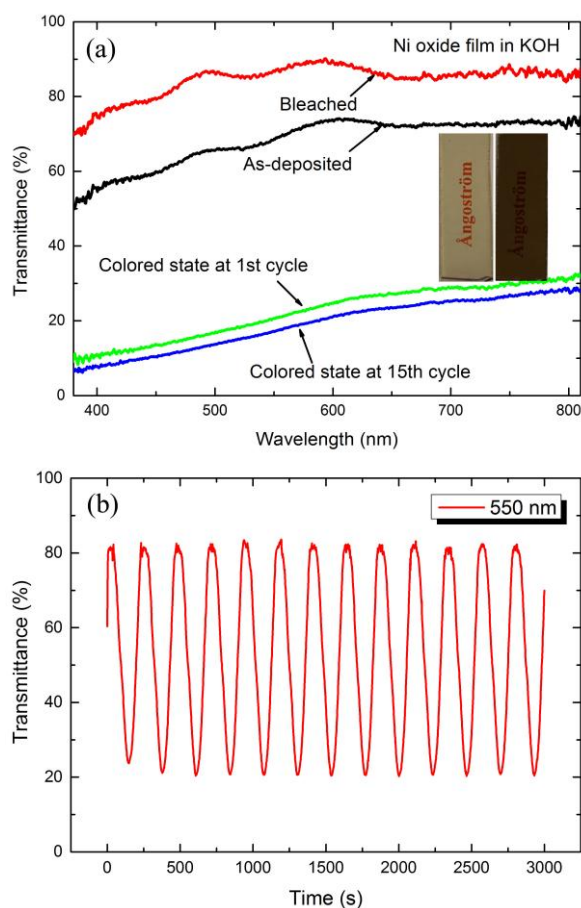 (a)
Ni oxide film in KOH
Bleached
As-deposited
Ångström
Ångström
Colored state at 1st cycle
Colored state at 15th cycle
Transmittance (%)
100
80
60
40
20
0
400
500
600
700
800
Wavelength (nm)
(b)
550 nm
Transmittance (%)
100
80
60
40
20
0
0
500
1000
1500
2000
2500
3000
Time (s)